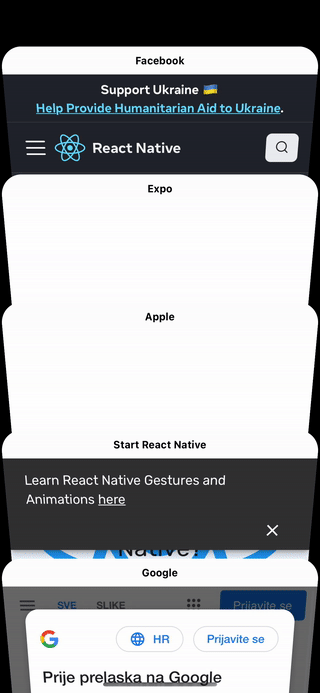 Facebook
Support Ukraine 🇺🇦
Help Provide Humanitarian Aid to Ukraine.
React Native
Expo
Apple
Start React Native
Learn React Native Gestures and
Animations here
Native?
Google
SVE SLIKE Prijavite se
HR Prijavite se
Prije prelaska na Google